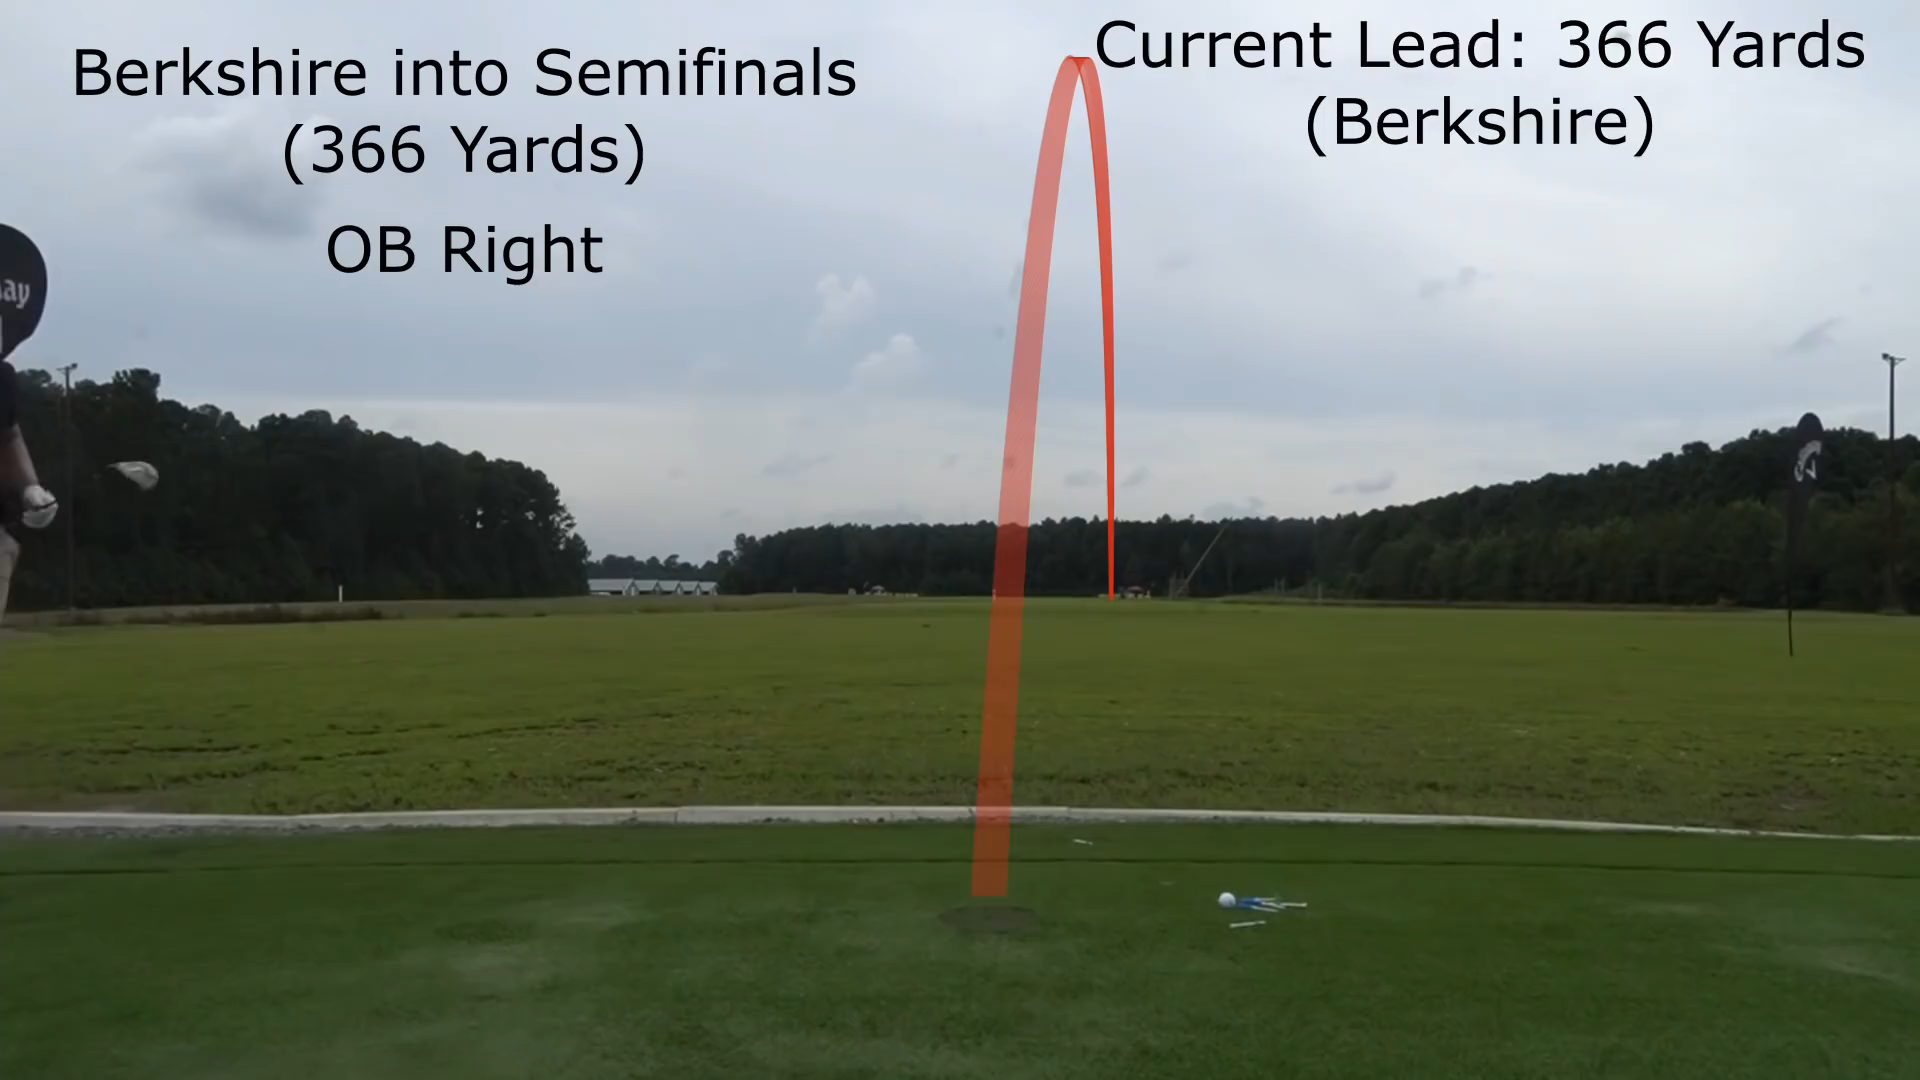 Berkshire into Semifinals
(366 Yards)
OB Right
Current Lead: 366 Yards
(Berkshire)